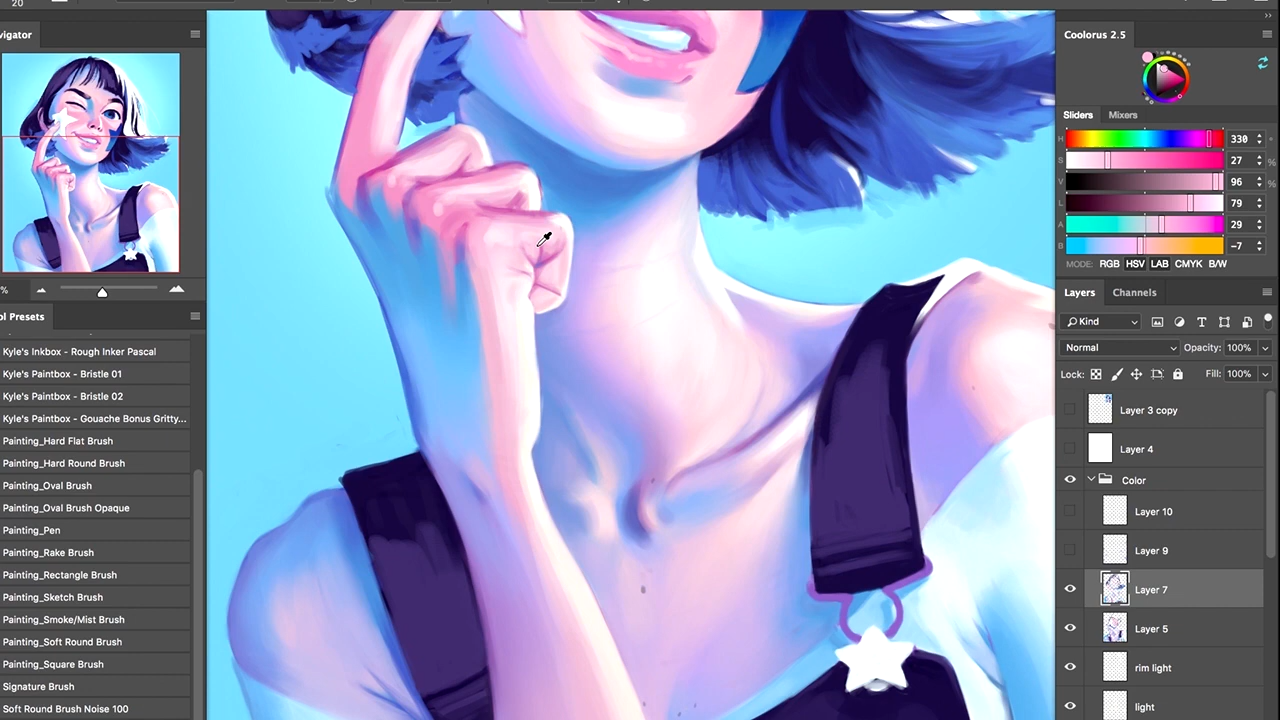 20
vigator
%
ol Presets
Kyle's Inkbox - Rough Inker Pascal
Kyle's Paintbox - Bristle 01
Kyle's Paintbox - Bristle 02
Kyle's Paintbox - Gouache Bonus Gritty...
Painting_Hard Flat Brush
Painting_Hard Round Brush
Painting_Oval Brush
Painting_Oval Brush Opaque
Painting_Pen
Painting_Rake Brush
Painting_Rectangle Brush
Painting_Sketch Brush
Painting_Smoke/Mist Brush
Painting_Soft Round Brush
Painting_Square Brush
Signature Brush
Soft Round Brush Noise 100
Coolorus 2.5
Sliders Mixers
H 330 °
S 27 %
V 96 %
L 79
A 29
B -7
MODE: RGB HSV LAB CMYK B/W
Layers Channels
Kind
Normal Opacity: 100%
Lock: Fill: 100%
Layer 3 copy
Layer 4
Color
Layer 10
Layer 9
Layer 7
Layer 5
rim light
light